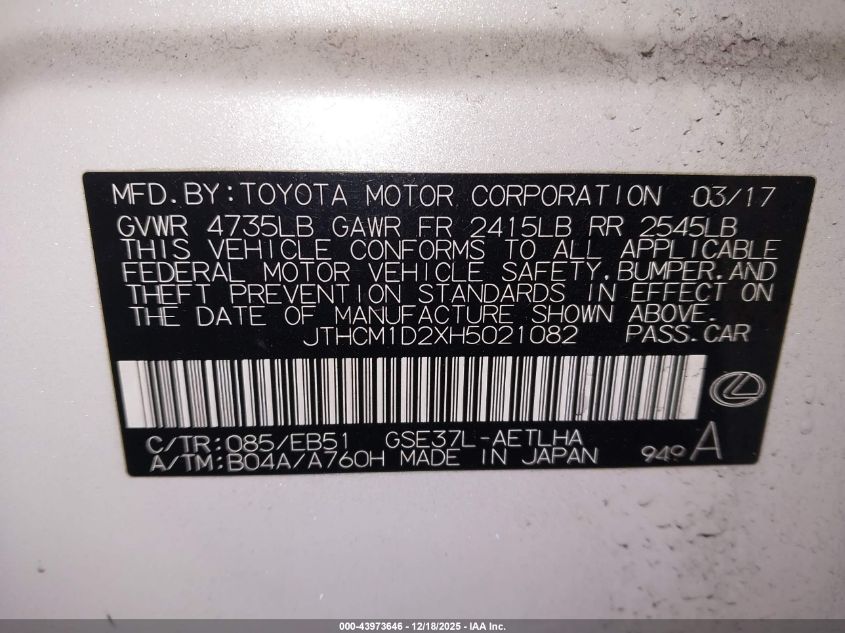 MFD.BY:TOYOTA MOTOR CORPORATION 03/17
GVWR 4735LB GAWR FR 2415LB RR 2545LB
THIS VEHICLE CONFORMS TO ALL APPLICABLE
FEDERAL MOTOR VEHICLE SAFETY,BUMPER,AND
THEFT PREVENTION STANDARDS IN EFFECT ON
THE DATE OF MANUFACTURE SHOWN ABOVE.
JTHCM1D2XH5021082 PASS.CAR
C/TR:085/EB51 GSE37L-AETLHA
A/TM:B04A/A760H MADE IN JAPAN 949 A
000-43973646 | 12/18/2025 - IAA Inc.